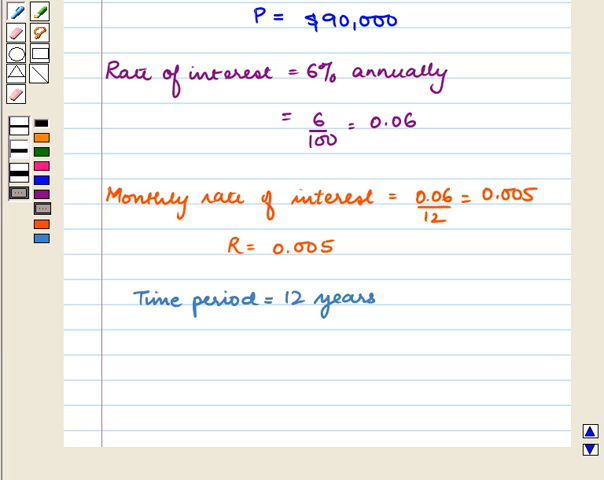 P = $90,000
Rate of interest = 6% annually
= 6/100 = 0.06
Monthly rate of interest = 0.06/12 = 0.005
R = 0.005
Time period = 12 years